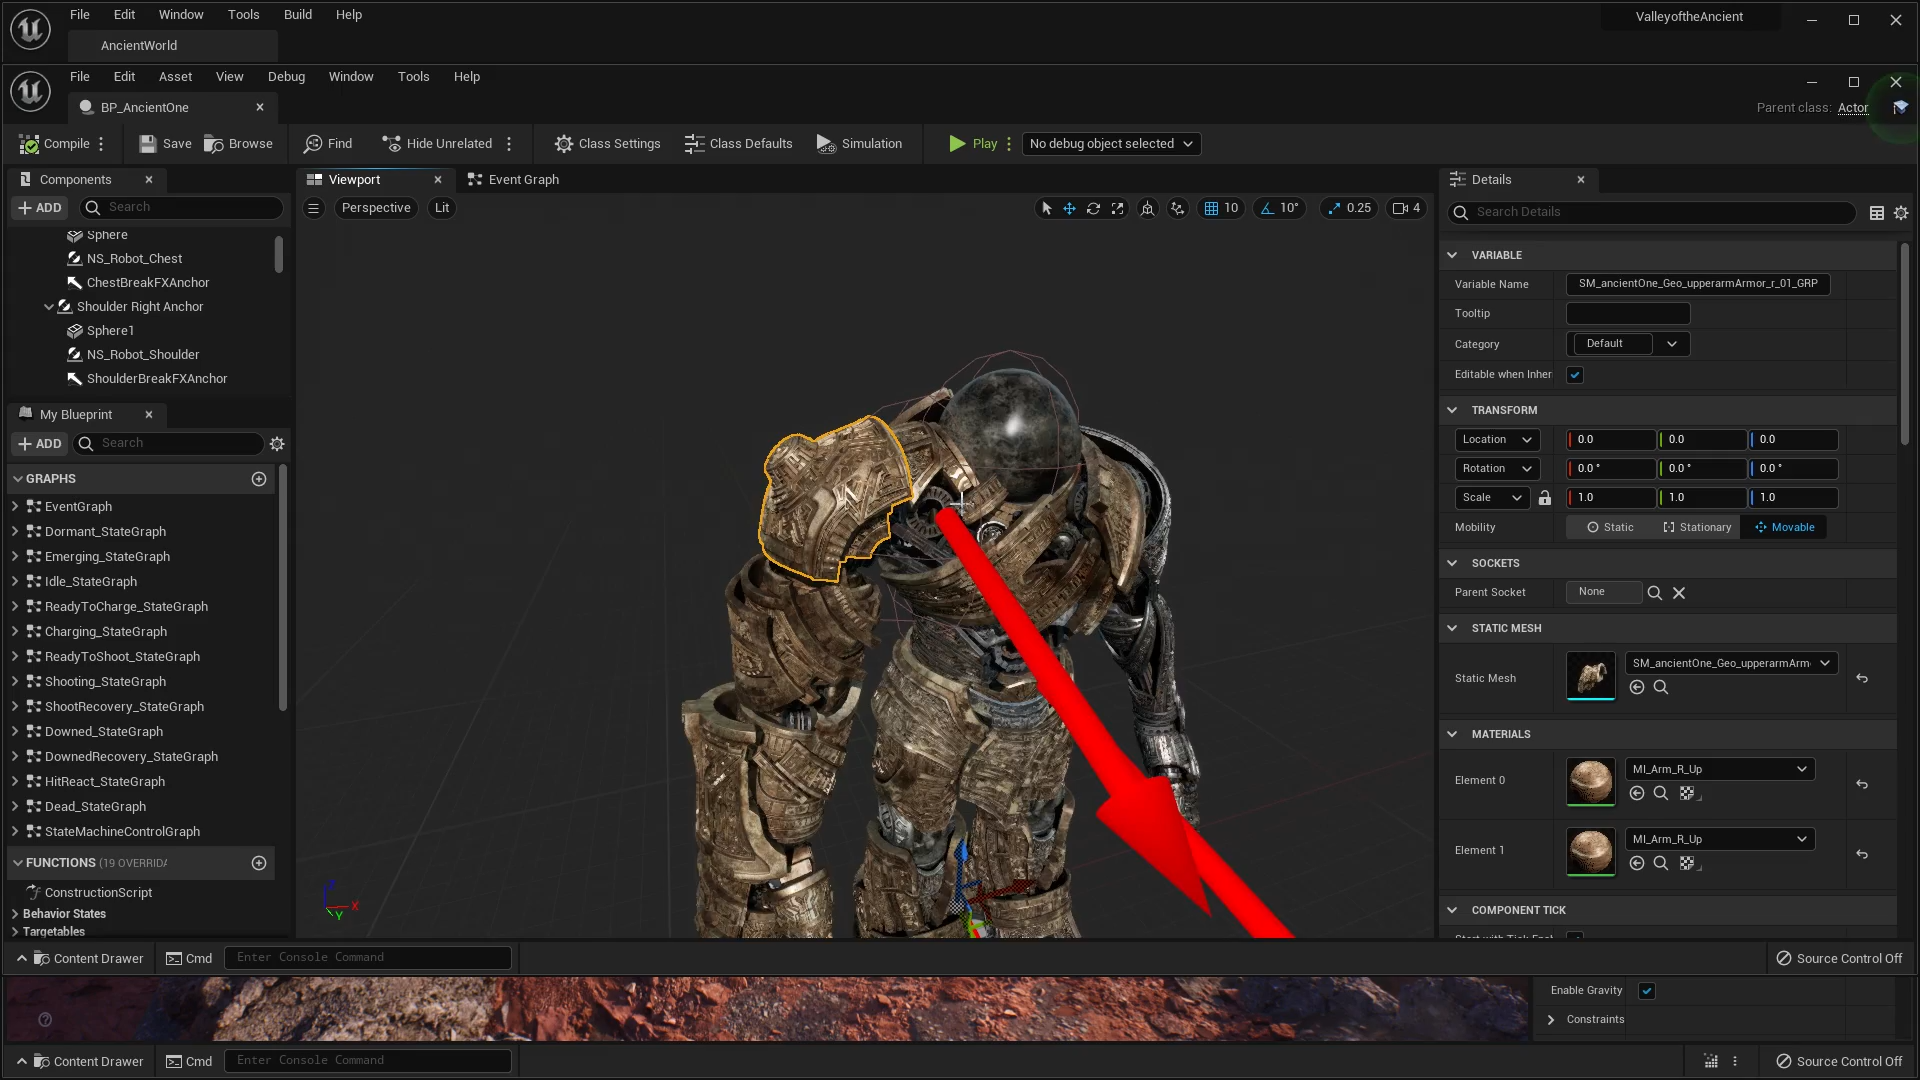 File Edit Window Tools Build Help
ValleyoftheAncient
AncientWorld
File Edit Asset View Debug Window Tools Help
BP_AncientOne
Parent class: Actor
Compile Save Browse Find Hide Unrelated Class Settings Class Defaults Simulation Play No debug object selected
Components
ADD Search
Sphere
NS_Robot_Chest
ChestBreakFXAnchor
Shoulder Right Anchor
Sphere1
NS_Robot_Shoulder
ShoulderBreakFXAnchor
My Blueprint
ADD Search
GRAPHS
EventGraph
Dormant_StateGraph
Emerging_StateGraph
Idle_StateGraph
ReadyToCharge_StateGraph
Charging_StateGraph
ReadyToShoot_StateGraph
Shooting_StateGraph
ShootRecovery_StateGraph
Downed_StateGraph
DownedRecovery_StateGraph
HitReact_StateGraph
Dead_StateGraph
StateMachineControlGraph
FUNCTIONS (19 OVERRIDA
ConstructionScript
Behavior States
Targetables
Viewport Event Graph
Perspective Lit 10 10° 0.25 4
X
Y
Details
Search Details
VARIABLE
Variable Name SM_ancientOne_Geo_upperarmArmor_r_01_GRP
Tooltip
Category Default
Editable when Inher
TRANSFORM
Location 0.0 0.0 0.0
Rotation 0.0 ° 0.0 ° 0.0 °
Scale 1.0 1.0 1.0
Mobility Static Stationary Movable
SOCKETS
Parent Socket None
STATIC MESH
Static Mesh SM_ancientOne_Geo_upperarmArm
MATERIALS
Element 0 MI_Arm_R_Up
Element 1 MI_Arm_R_Up
COMPONENT TICK
Content Drawer Cmd Enter Console Command Source Control Off
Enable Gravity
Constraints
Content Drawer Cmd Enter Console Command Source Control Off